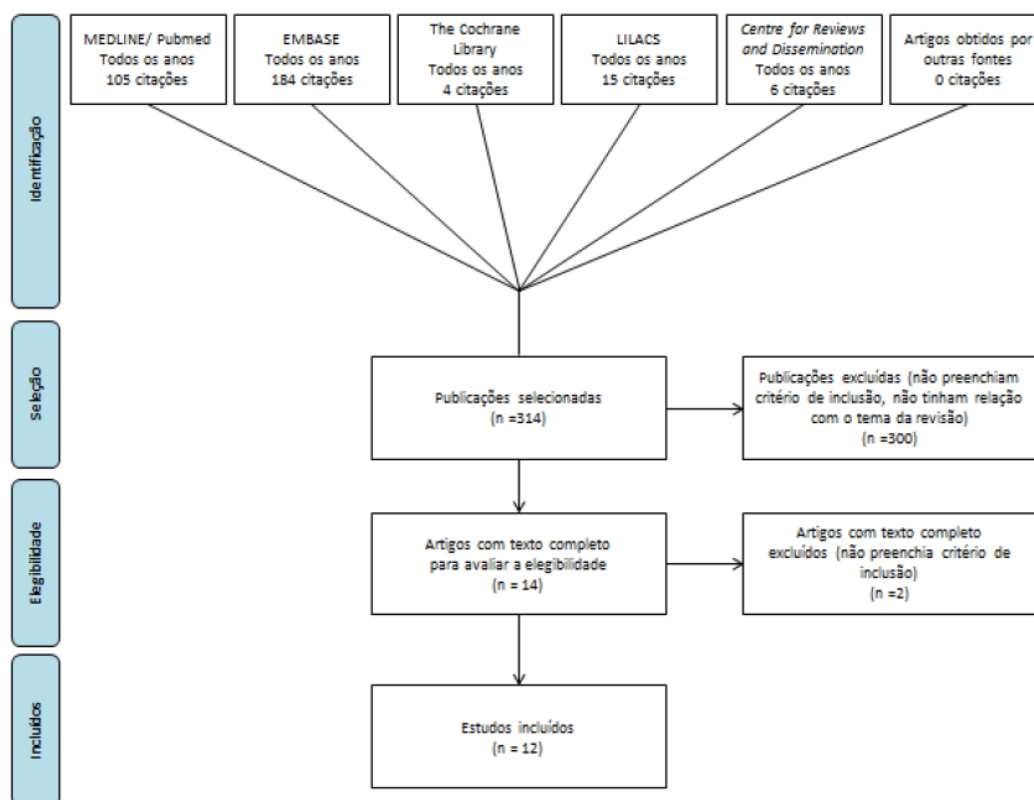 Identificação
MEDLINE/ Pubmed
Todos os anos
105 citações
EMBASE
Todos os anos
184 citações
The Cochrane
Library
Todos os anos
4 citações
LILACS
Todos os anos
15 citações
Centre for Reviews
and Dissemination
Todos os anos
6 citações
Artigos obtidos por
outras fontes
0 citações
Seleção
Publicações selecionadas
(n =314)
Publicações excluídas (não preenchiam
critério de inclusão, não tinham relação
com o tema da revisão)
(n =300)
Elegibilidade
Artigos com texto completo
para avaliar a elegibilidade
(n = 14)
Artigos com texto completo
excluídos (não preenchia critério de
inclusão)
(n =2)
Incluídos
Estudos incluídos
(n = 12)